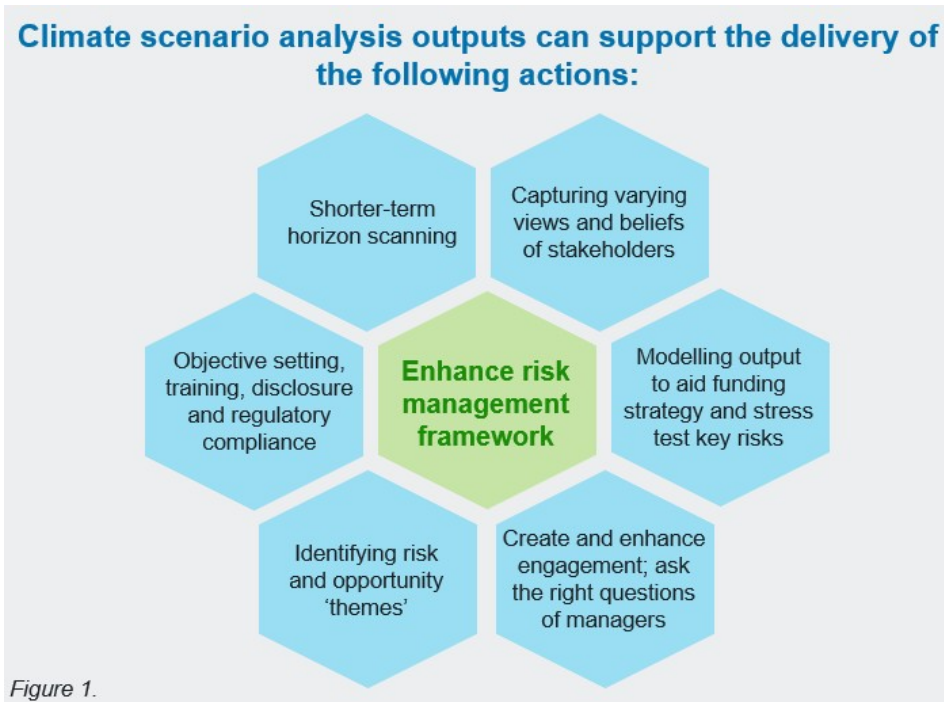 Climate scenario analysis outputs can support the delivery of
the following actions:
Shorter-term
horizon scanning
Capturing varying
views and beliefs
of stakeholders
Objective setting,
training, disclosure
and regulatory
compliance
Enhance risk
management
framework
Modelling output
to aid funding
strategy and stress
test key risks
Identifying risk
and opportunity
‘themes’
Create and enhance
engagement; ask
the right questions
of managers
Figure 1.